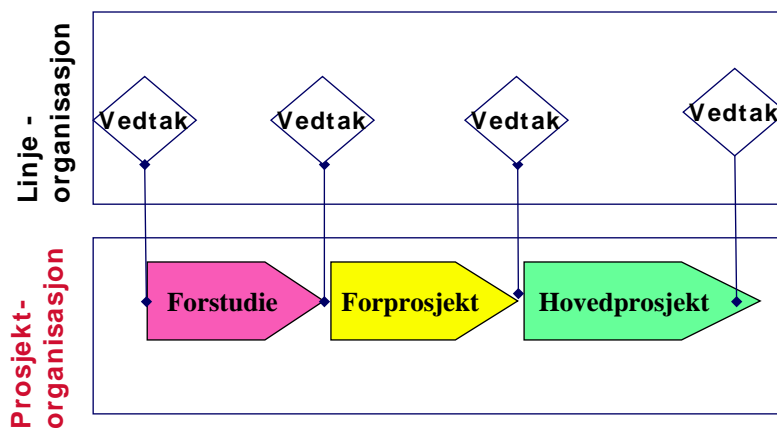 Linje -
organisasjon
Vedtak
Vedtak
Vedtak
Vedtak
Prosjekt-
organisasjon
Forstudie
Forprosjekt
Hovedprosjekt